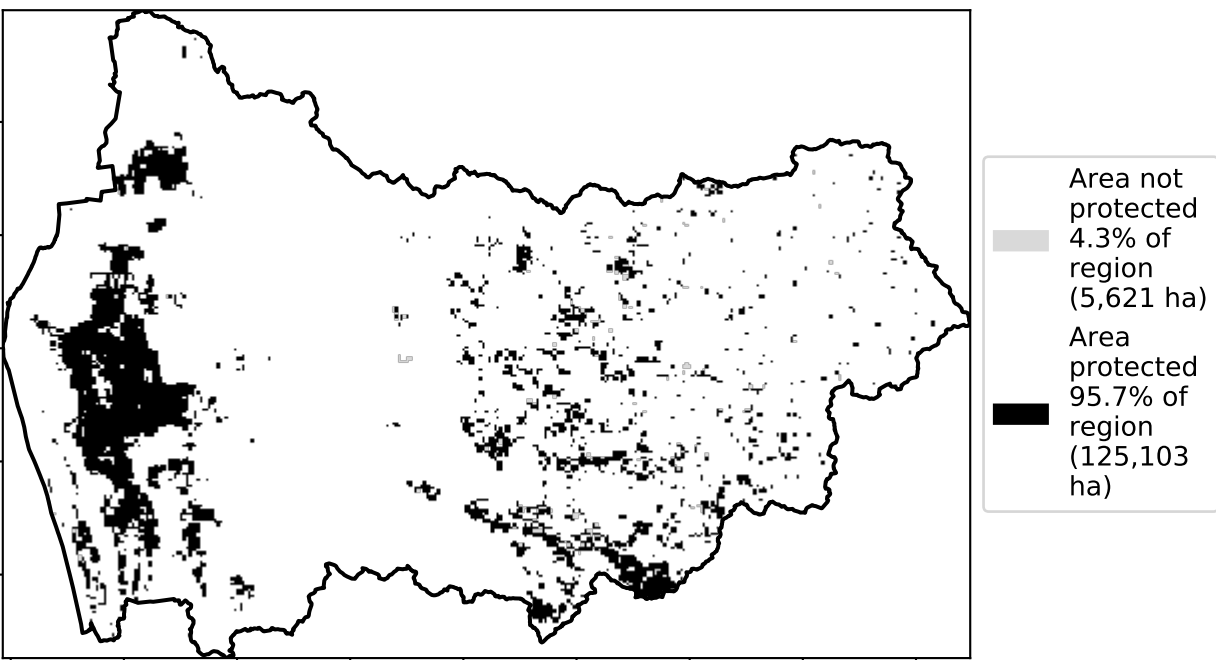 Area not
protected
4.3% of
region
(5,621 ha)
Area
protected
95.7% of
region
(125,103
ha)